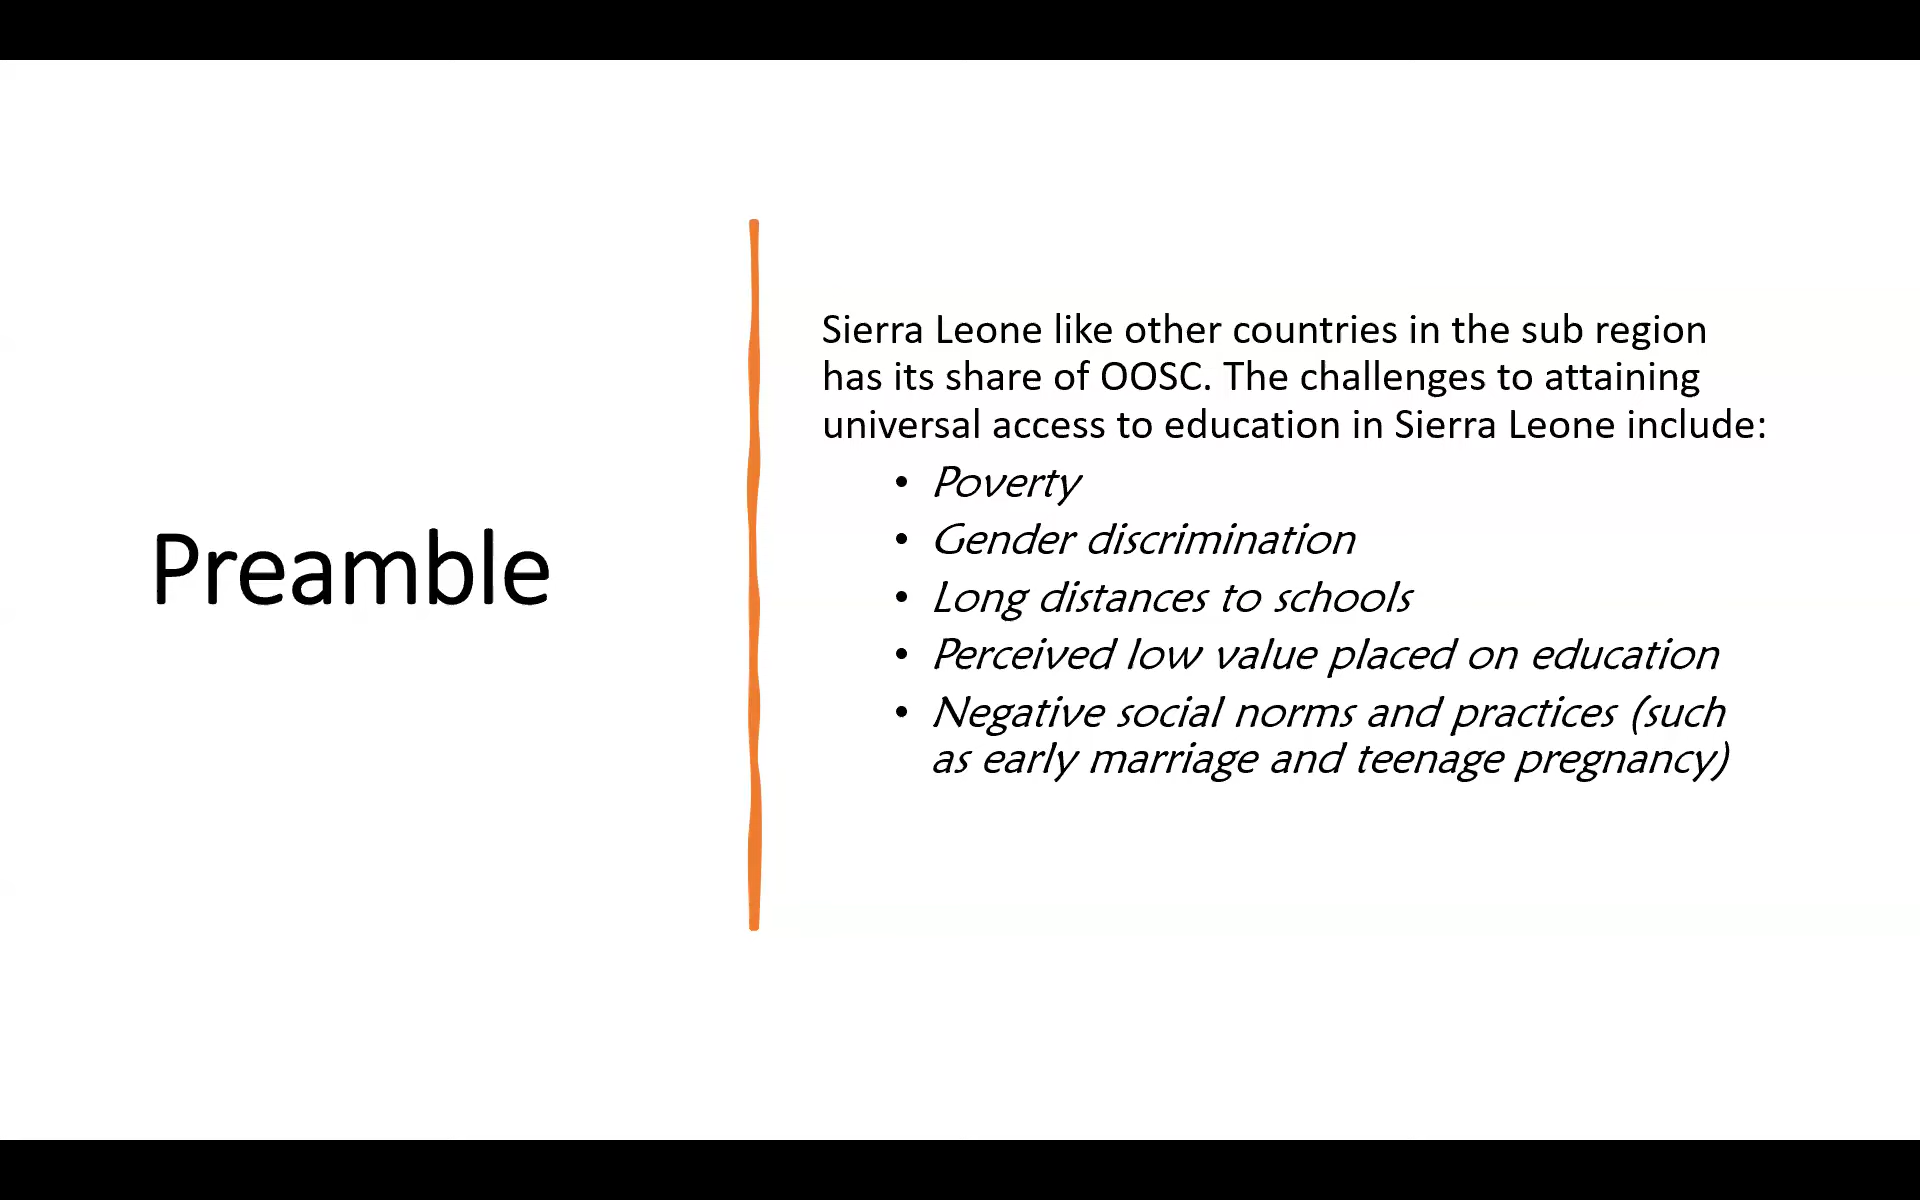 Preamble
Sierra Leone like other countries in the sub region
has its share of OOSC. The challenges to attaining
universal access to education in Sierra Leone include:
• Poverty
• Gender discrimination
• Long distances to schools
• Perceived low value placed on education
• Negative social norms and practices (such
as early marriage and teenage pregnancy)